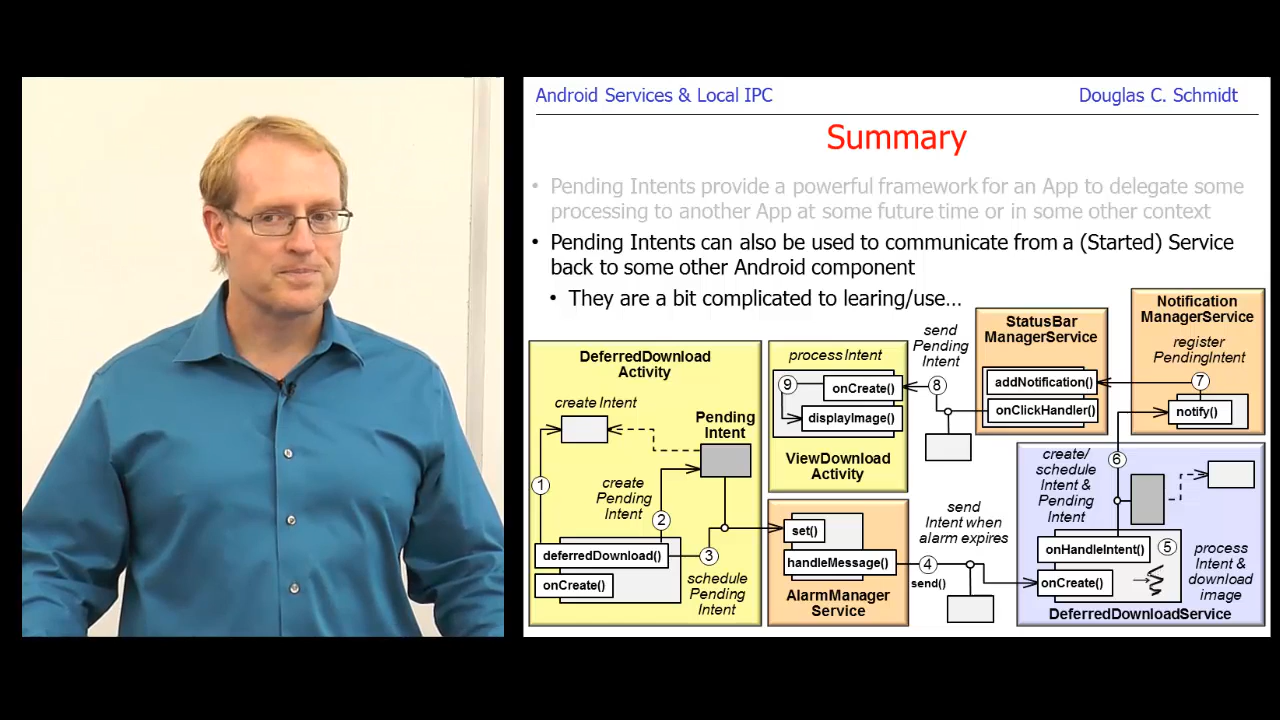 Android Services & Local IPC
Douglas C. Schmidt
Summary
• Pending Intents provide a powerful framework for an App to delegate some
processing to another App at some future time or in some other context
• Pending Intents can also be used to communicate from a (Started) Service
back to some other Android component
• They are a bit complicated to learing/use…
DeferredDownload
Activity
create Intent
Pending
Intent
1
create
Pending
Intent
2
deferredDownload()
onCreate()
3
schedule
Pending
Intent
process Intent
9
onCreate()
displayImage()
ViewDownload
Activity
set()
handleMessage()
AlarmManager
Service
send
Pending
Intent
8
StatusBar
ManagerService
addNotification()
onClickHandler()
Notification
ManagerService
register
PendingIntent
7
notify()
send
Intent when
alarm expires
4
send()
create/
schedule
Intent &
Pending
Intent
6
onHandleIntent()
5
onCreate()
process
Intent &
download
image
DeferredDownloadService